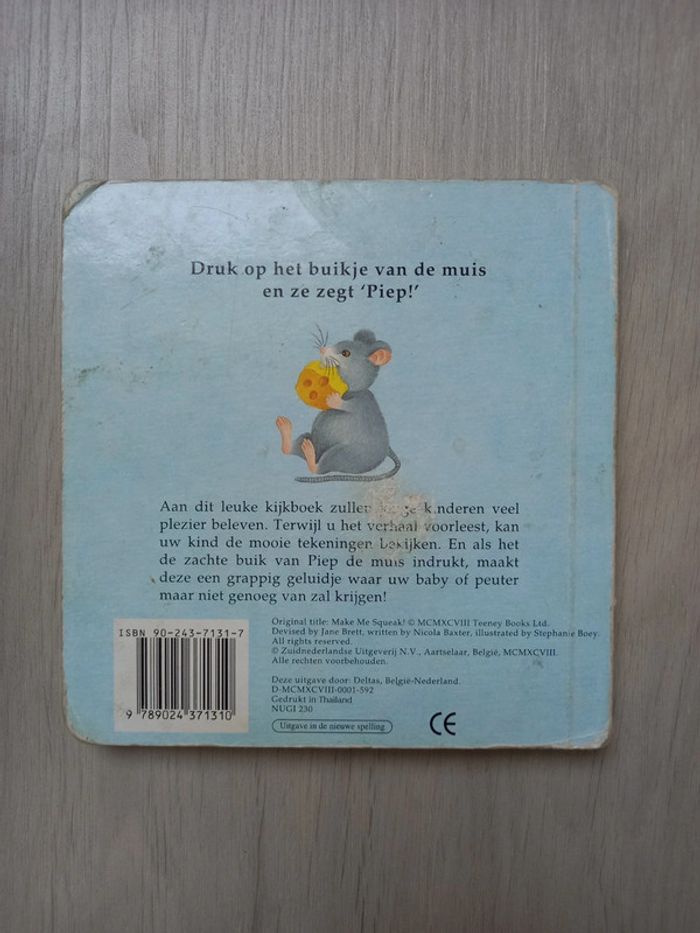 Druk op het buikje van de muis
en ze zegt ‘Piep!’
Aan dit leuke kijkboek zullen kinderen veel
plezier beleven. Terwijl u het verhaal voorleest, kan
uw kind de mooie tekeningen bekijken. En als het
de zachte buik van Piep de muis indrukt, maakt
deze een grappig geluidje waar uw baby of peuter
maar niet genoeg van zal krijgen!
ISBN 90-243-7131-7
9 789024 371310
Original title: Make Me Squeak! © MCMXCVIII Teeney Books Ltd.
Devised by Jane Brett, written by Nicola Baxter, illustrated by Stephanie Boey.
All rights reserved.
© Zuidnederlandse Uitgeverij N.V., Aartselaar, België, MCMXCVIII.
Alle rechten voorbehouden.
Deze uitgave door: Deltas, België-Nederland.
D-MCMXCVIII-0001-592
Gedrukt in Thailand
NUGI 230
Uitgave in de nieuwe spelling
CE